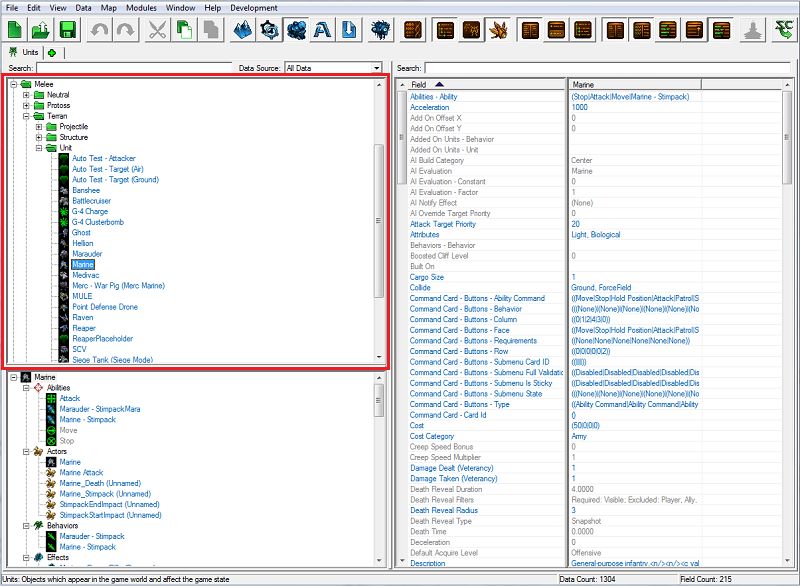 File Edit View Data Map Modules Window Help Development
Units
Search: Data Source: All Data
Melee
Neutral
Protoss
Terran
Projectile
Structure
Unit
Auto Test - Attacker
Auto Test - Target (Air)
Auto Test - Target (Ground)
Banshee
Battlecruiser
G-4 Charge
G-4 Clusterbomb
Ghost
Hellion
Marauder
Marine
Medivac
Merc - War Pig (Merc Marine)
MULE
Point Defense Drone
Raven
Reaper
ReaperPlaceholder
SCV
Siege Tank (Siege Mode)
Marine
Abilities
Attack
Marauder - StimpackMara
Marine - Stimpack
Move
Stop
Actors
Marine
Marine Attack
Marine_Death (Unnamed)
Marine_Stimpack (Unnamed)
StimpackEndImpact (Unnamed)
StimpackStartImpact (Unnamed)
Behaviors
Marauder - Stimpack
Marine - Stimpack
Effects
Search:
Field Marine
Abilities - Ability (Stop|Attack|Move|Marine - Stimpack)
Acceleration 1000
Add On Offset X 0
Add On Offset Y 0
Added On Units - Behavior
Added On Units - Unit
AI Build Category Center
AI Evaluation Marine
AI Evaluation - Constant 0
AI Evaluation - Factor 1
AI Notify Effect (None)
AI Override Target Priority 0
Attack Target Priority 20
Attributes Light, Biological
Behaviors - Behavior
Boosted Cliff Level 0
Built On
Cargo Size 1
Collide Ground, ForceField
Command Card - Buttons - Ability Command ((Move|Stop|Hold Position|Attack|Patrol|S
Command Card - Buttons - Behavior (((None)|(None)|(None)|(None)|(None)|(No
Command Card - Buttons - Column ((0|1|2|4|3|0))
Command Card - Buttons - Face ((Move|Stop|Hold Position|Attack|Patrol|S
Command Card - Buttons - Requirements ((None|None|None|None|None|None))
Command Card - Buttons - Row ((0|0|0|0|0|2))
Command Card - Buttons - Submenu Card ID ((|||||))
Command Card - Buttons - Submenu Full Validatio ((Disabled|Disabled|Disabled|Disabled|Dis
Command Card - Buttons - Submenu Is Sticky ((Disabled|Disabled|Disabled|Disabled|Dis
Command Card - Buttons - Submenu State (((None)|(None)|(None)|(None)|(None)|(No
Command Card - Buttons - Type ((Ability Command|Ability Command|Ability
Command Card - Card Id ()
Cost (50|0|0|0)
Cost Category Army
Creep Speed Bonus 0
Creep Speed Multiplier 1
Damage Dealt (Veterancy) 1
Damage Taken (Veterancy) 1
Death Reveal Duration 4.0000
Death Reveal Filters Required: Visible; Excluded: Player, Ally,
Death Reveal Radius 3
Death Reveal Type Snapshot
Death Time 0.0000
Deceleration 0
Default Acquire Level Offensive
Description General-purpose infantry.<n/><n/><c val
Units: Objects which appear in the game world and affect the game state Data Count: 1304 Field Count: 215